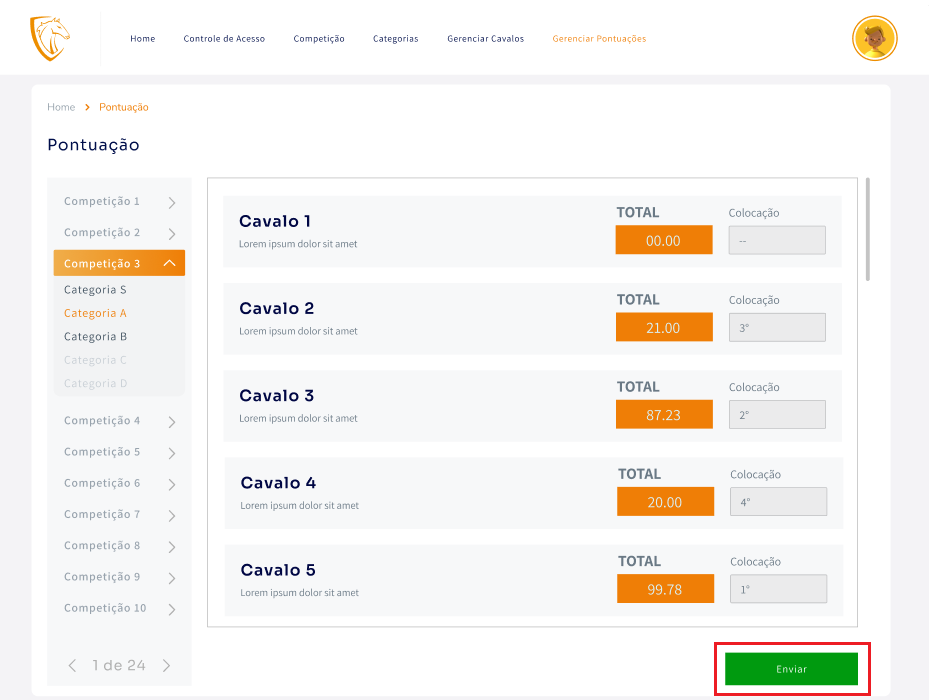 Home Controle de Acesso Competição Categorias Gerenciar Cavalos Gerenciar Pontuações
Home > Pontuação
Pontuação
Competição 1
Competição 2
Competição 3
Categoria S
Categoria A
Categoria B
Categoria C
Categoria D
Competição 4
Competição 5
Competição 6
Competição 7
Competição 8
Competição 9
Competição 10
1 de 24
Cavalo 1
Lorem ipsum dolor sit amet
TOTAL
00.00
Colocação
--
Cavalo 2
Lorem ipsum dolor sit amet
TOTAL
21.00
Colocação
3°
Cavalo 3
Lorem ipsum dolor sit amet
TOTAL
87.23
Colocação
2°
Cavalo 4
Lorem ipsum dolor sit amet
TOTAL
20.00
Colocação
4°
Cavalo 5
Lorem ipsum dolor sit amet
TOTAL
99.78
Colocação
1°
Enviar